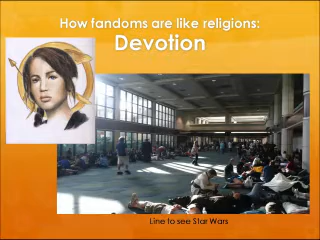 How fandoms are like religions:
Devotion
Line to see Star Wars